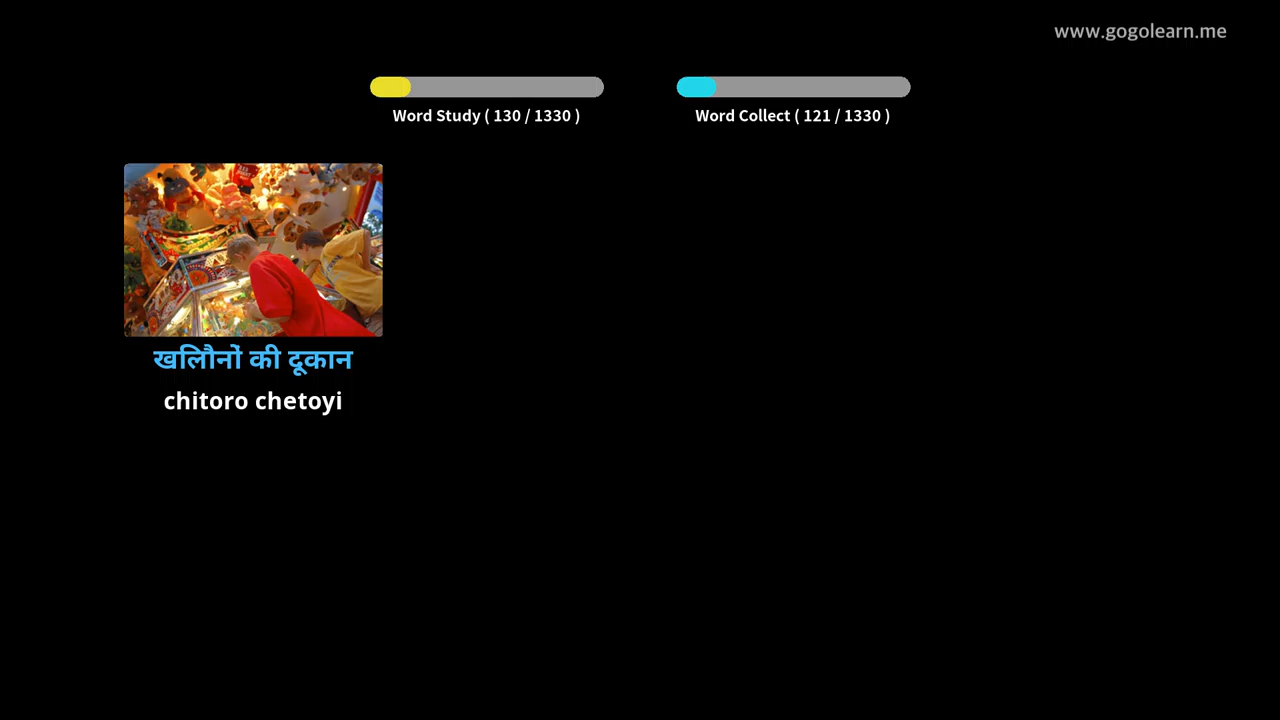 www.gogolearn.me
Word Study ( 130 / 1330 )
Word Collect ( 121 / 1330 )
खलिौनों की दूकान
chitoro chetoyi